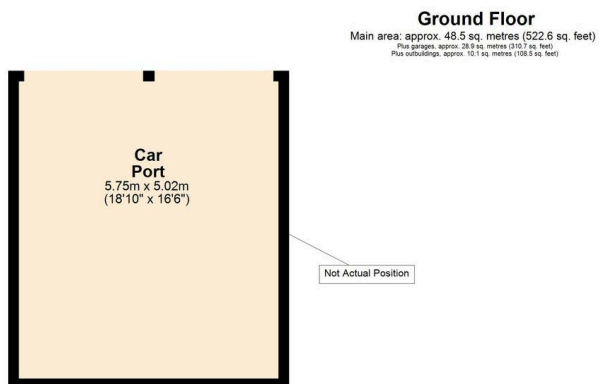 Ground Floor
Main area: approx. 48.5 sq. metres (522.6 sq. feet)
Plus garages, approx. 28.9 sq. metres (310.7 sq. feet)
Plus outbuildings, approx. 10.1 sq. metres (108.5 sq. feet)
Car
Port
5.75m x 5.02m
(18'10" x 16'6")
Not Actual Position